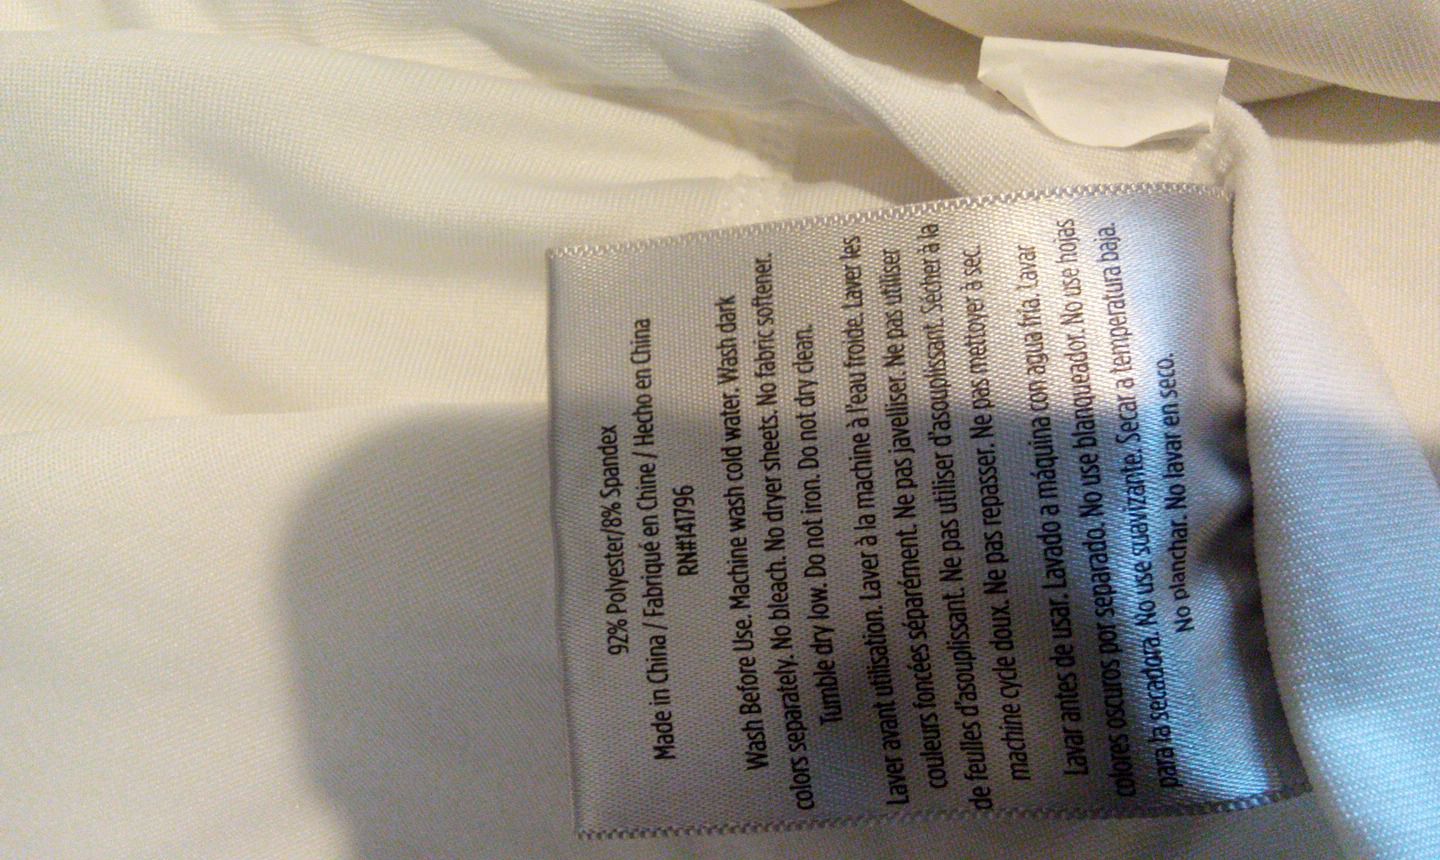 92% Polyester/8% Spandex
Made in China / Fabriqué en Chine / Hecho en China
RN#141796
Wash Before Use. Machine wash cold water. Wash dark
colors separately. No bleach. No dryer sheets. No fabric softener.
Tumble dry low. Do not iron. Do not dry clean.
Laver avant utilisation. Laver à la machine à l'eau froide. Laver les
couleurs foncées séparément. Ne pas javelliser. Ne pas utiliser
de feuilles d'asouplissant. Ne pas utiliser d'asouplissant. Sécher à la
machine cycle doux. Ne pas repasser. Ne pas mettoyer à sec.
Lavar antes de usar. Lavado a máquina con agua fria. Lavar
colores oscuros por separado. No use blanqueador. No use hojas
para la secadora. No use suavizante. Secar a temperatura baja.
No planchar. No lavar en seco.